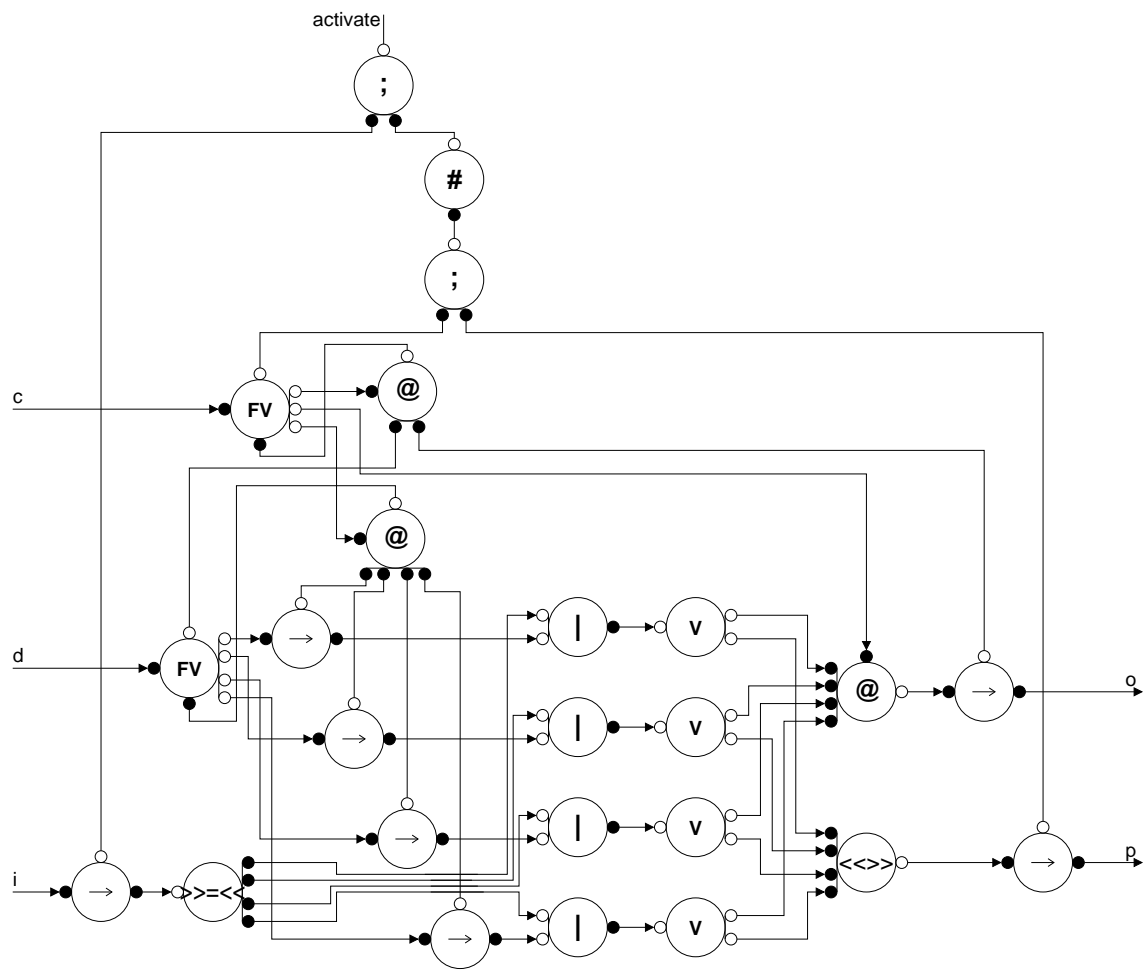 activate
;
#
;
@
c
FV
@
|
v
d
FV
→
@
o
→
|
v
→
|
v
→
<<>>
→
p
i
→
>>=<<
|
v
→